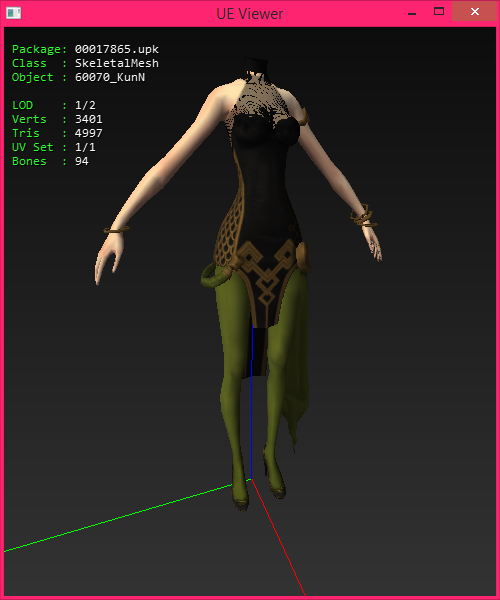 UE Viewer
Package: 00017865.upk
Class  : SkeletalMesh
Object : 60070_KunN
LOD    : 1/2
Verts  : 3401
Tris   : 4997
UV Set : 1/1
Bones  : 94